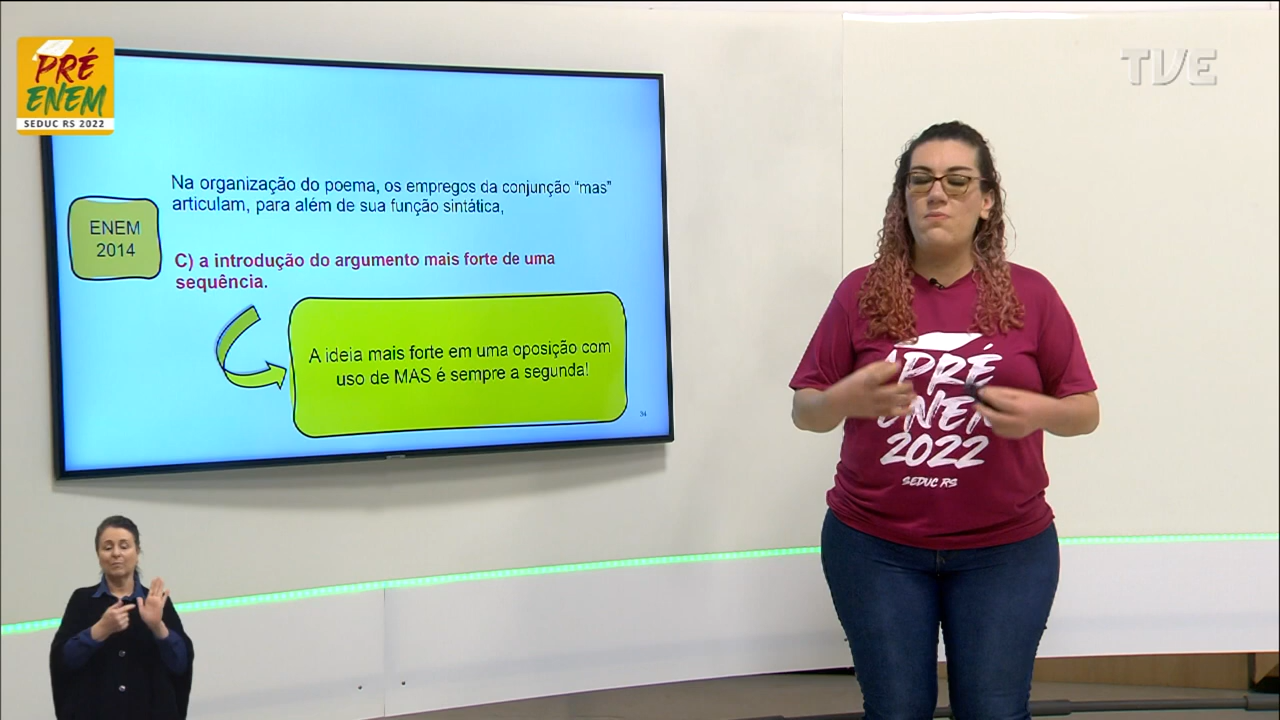 PRÉ
ENEM
SEDUC RS 2022
TVE
Na organização do poema, os empregos da conjunção “mas”
articulam, para além de sua função sintática,
ENEM
2014
C) a introdução do argumento mais forte de uma
sequência.
A ideia mais forte em uma oposição com
uso de MAS é sempre a segunda!
34
PRÉ
ENEM
2022
SEDUC RS